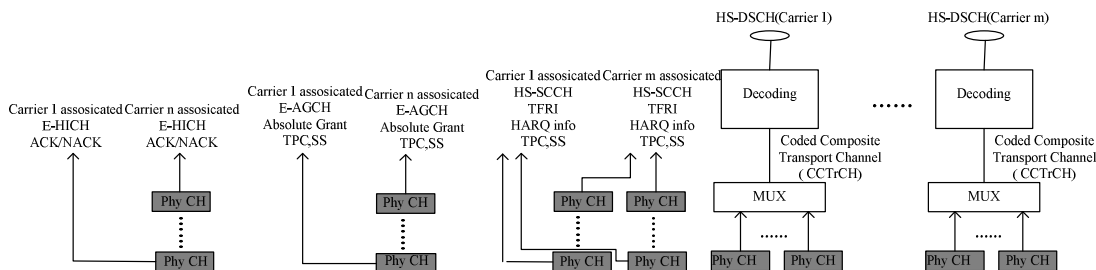 HS-DSCH(Carrier 1)
HS-DSCH(Carrier m)
Decoding
Decoding
......
Carrier 1 assosicated
E-HICH
ACK/NACK
Carrier n assosicated
E-HICH
ACK/NACK
Carrier 1 assosicated
E-AGCH
Absolute Grant
TPC,SS
Carrier n assosicated
E-AGCH
Absolute Grant
TPC,SS
Carrier 1 assosicated
HS-SCCH
TFRI
HARQ info
TPC,SS
Carrier m assosicated
HS-SCCH
TFRI
HARQ info
TPC,SS
Coded Composite
Transport Channel
( CCTrCH)
Coded Composite
Transport Channel
( CCTrCH)
MUX
MUX
Phy CH
Phy CH
Phy CH
Phy CH
......
......
Phy CH
Phy CH
Phy CH
Phy CH
Phy CH
Phy CH
Phy CH
Phy CH